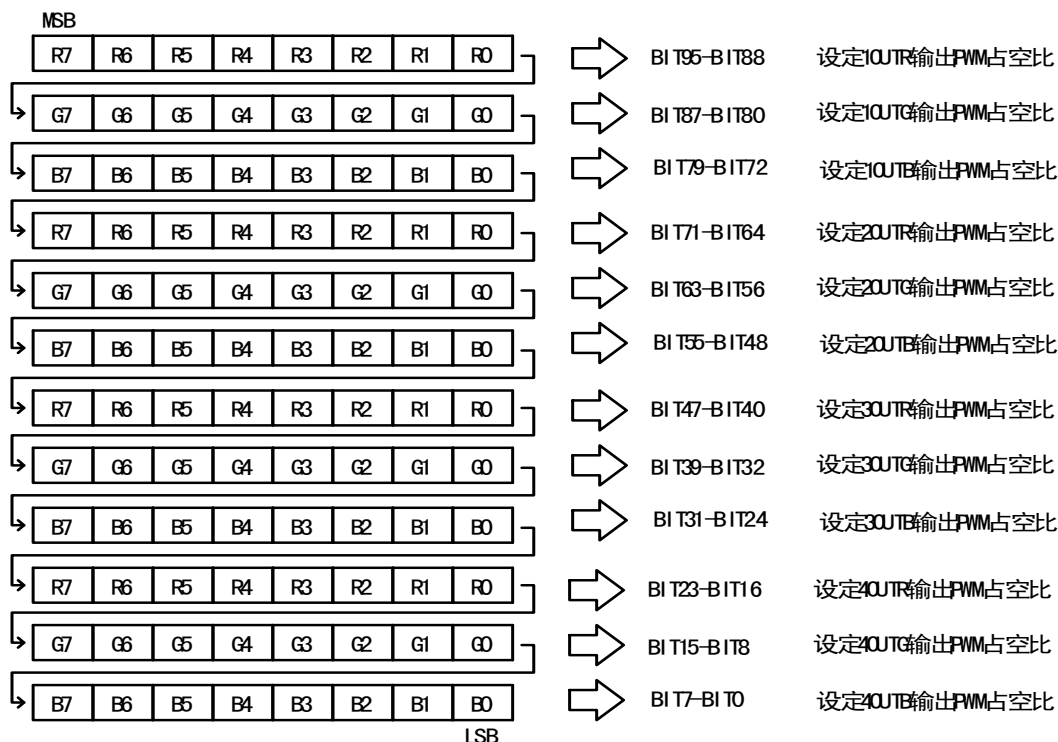 MSB
R7 R6 R5 R4 R3 R2 R1 R0 BIT95-BIT88 设定1OUTR输出PWM占空比
G7 G6 G5 G4 G3 G2 G1 G0 BIT87-BIT80 设定1OUTG输出PWM占空比
B7 B6 B5 B4 B3 B2 B1 B0 BIT79-BIT72 设定1OUTB输出PWM占空比
R7 R6 R5 R4 R3 R2 R1 R0 BIT71-BIT64 设定2OUTR输出PWM占空比
G7 G6 G5 G4 G3 G2 G1 G0 BIT63-BIT56 设定2OUTG输出PWM占空比
B7 B6 B5 B4 B3 B2 B1 B0 BIT55-BIT48 设定2OUTB输出PWM占空比
R7 R6 R5 R4 R3 R2 R1 R0 BIT47-BIT40 设定3OUTR输出PWM占空比
G7 G6 G5 G4 G3 G2 G1 G0 BIT39-BIT32 设定3OUTG输出PWM占空比
B7 B6 B5 B4 B3 B2 B1 B0 BIT31-BIT24 设定3OUTB输出PWM占空比
R7 R6 R5 R4 R3 R2 R1 R0 BIT23-BIT16 设定4OUTR输出PWM占空比
G7 G6 G5 G4 G3 G2 G1 G0 BIT15-BIT8 设定4OUTG输出PWM占空比
B7 B6 B5 B4 B3 B2 B1 B0 BIT7-BIT0 设定4OUTB输出PWM占空比
LSB